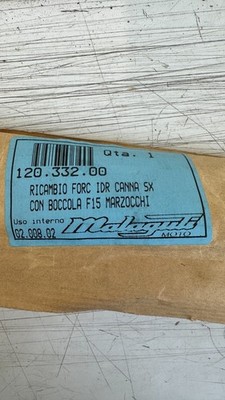 Qta. 1
120.332.00
RICAMBIO FORC IDR CANNA SX
CON BOCCOLA F15 MARZOCCHI
Uso interno
Malaguti
MOTO
02.008.02